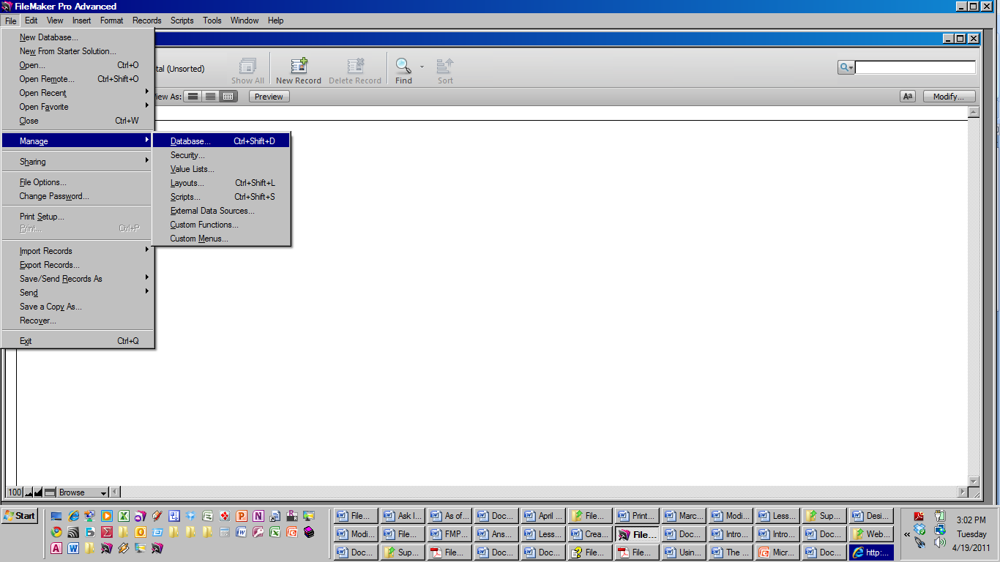 FileMaker Pro Advanced
File Edit View Insert Format Records Scripts Tools Window Help
New Database...
New From Starter Solution...
Open... Ctrl+O
Open Remote... Ctrl+Shift+O
Open Recent
Open Favorite
Close Ctrl+W
Manage
Sharing
File Options...
Change Password...
Print Setup...
Print... Ctrl+P
Import Records
Export Records...
Save/Send Records As
Send
Save a Copy As...
Recover...
Exit Ctrl+Q
Database... Ctrl+Shift+D
Security...
Value Lists...
Layouts... Ctrl+Shift+L
Scripts... Ctrl+Shift+S
External Data Sources...
Custom Functions...
Custom Menus...
tal (Unsorted)
Show All New Record Delete Record Find Sort
iew As: Preview Aa Modify...
100 Browse
Start
File... Ask I... As of... Doc... April ... File... Print... Marc... Modi... Less... Sup... Desi...
Modi... File... FMP... Ans... Less... Crea... File... Doc... Intro... Intro... Doc... Web...
Doc... Sup... File... Doc... Doc... File... File... Usin... The ... Micr... Doc... http:...
3:02 PM
Tuesday
4/19/2011